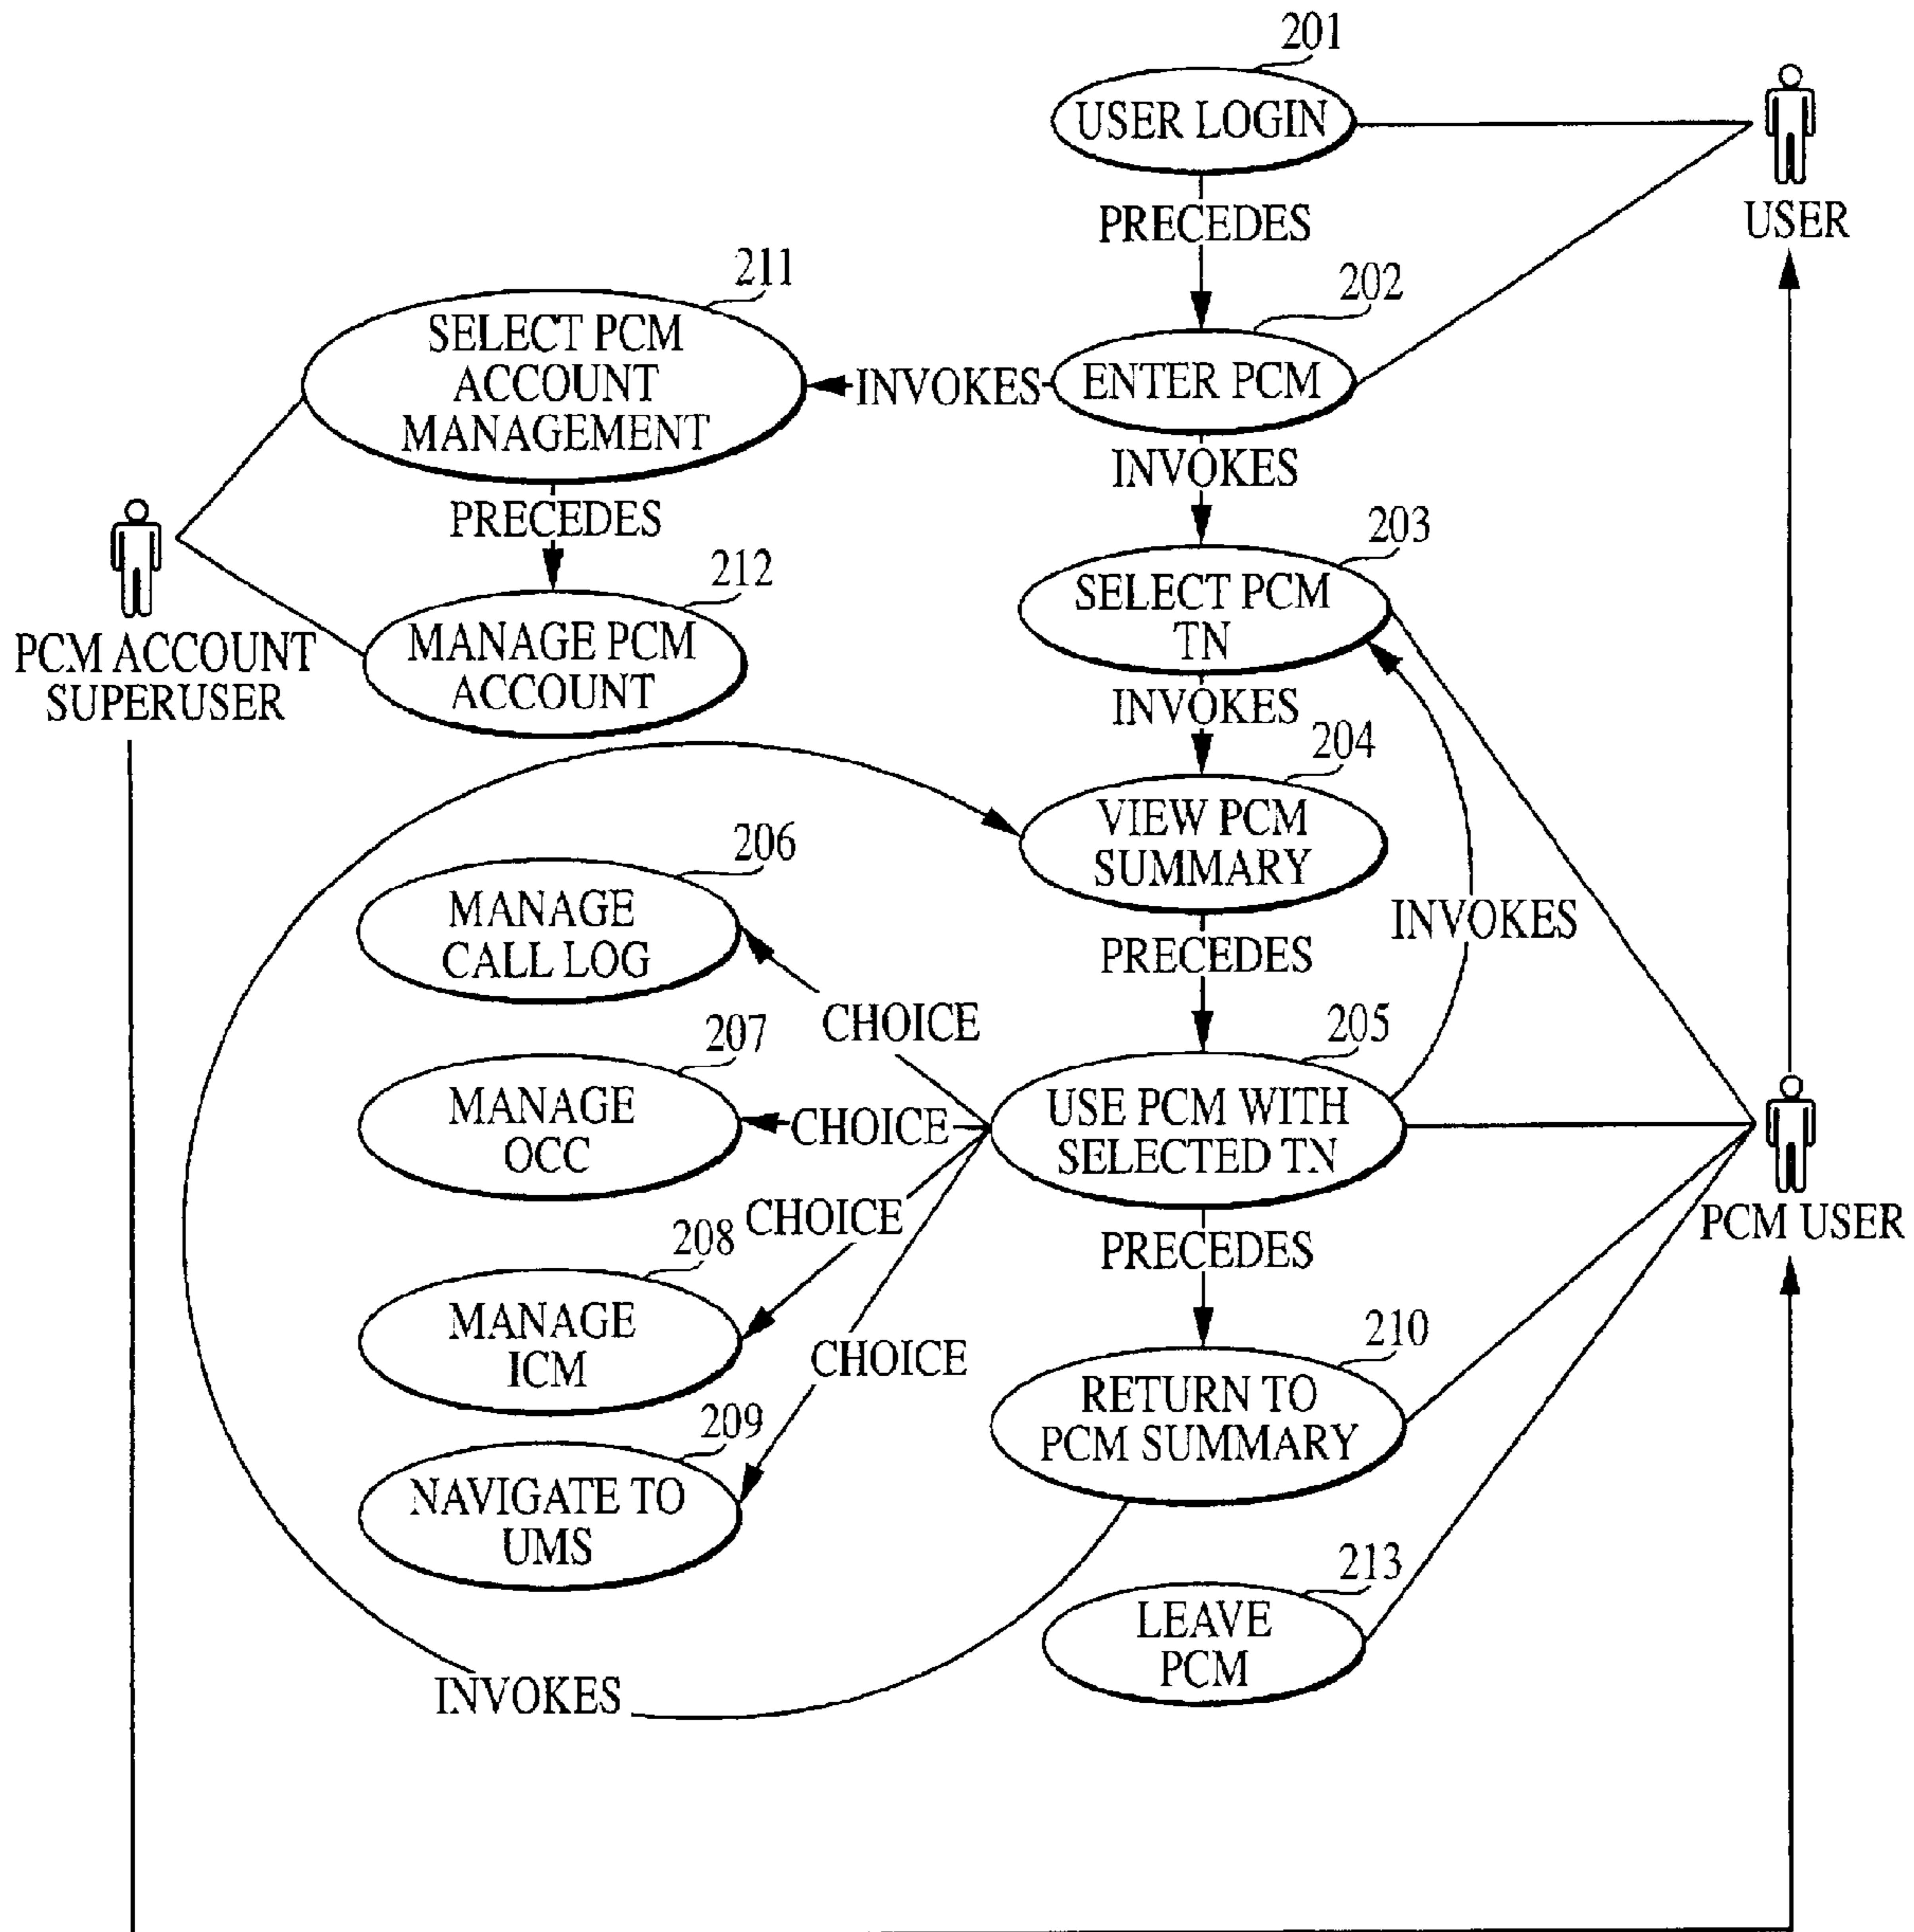 201
USER LOGIN
USER
PRECEDES
211
202
SELECT PCM
ACCOUNT
MANAGEMENT
INVOKES
ENTER PCM
INVOKES
PRECEDES
203
SELECT PCM
TN
212
MANAGE PCM
ACCOUNT
PCM ACCOUNT
SUPERUSER
INVOKES
204
VIEW PCM
SUMMARY
206
MANAGE
CALL LOG
INVOKES
PRECEDES
CHOICE
205
207
MANAGE
OCC
CHOICE
USE PCM WITH
SELECTED TN
PCM USER
CHOICE
PRECEDES
208
MANAGE
ICM
CHOICE
210
RETURN TO
PCM SUMMARY
209
NAVIGATE TO
UMS
213
LEAVE
PCM
INVOKES